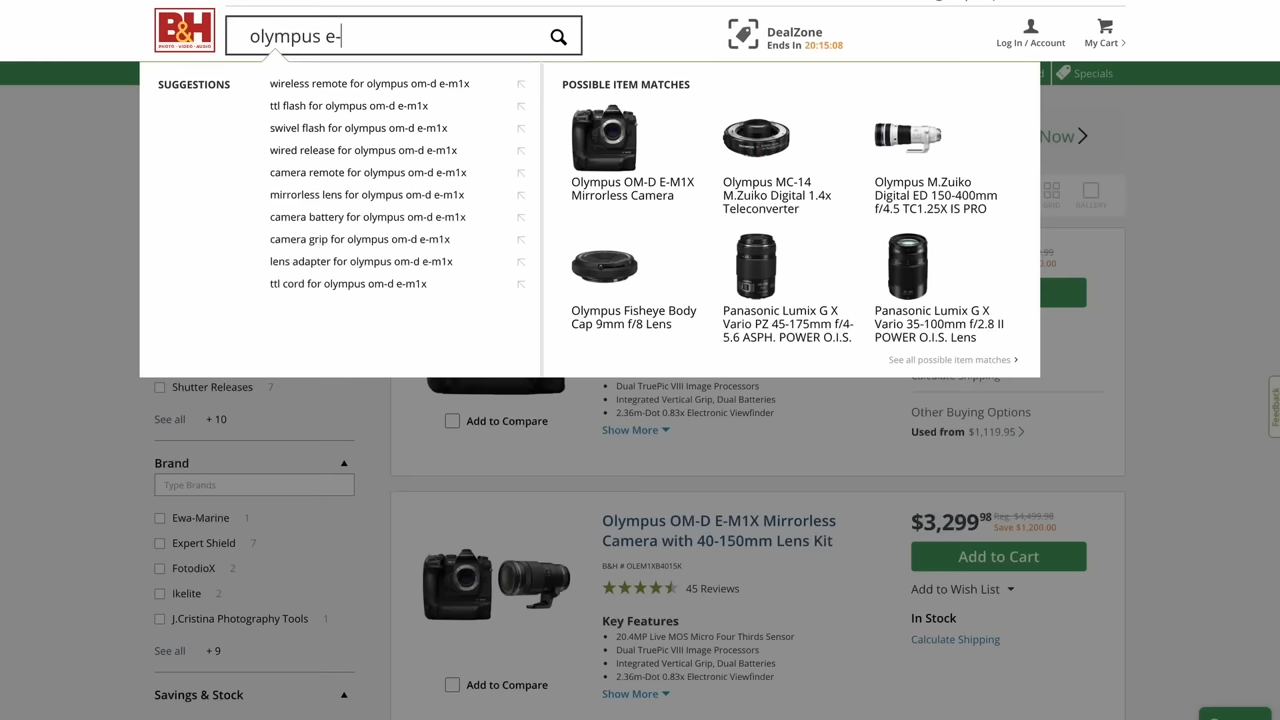 B&H
PHOTO · VIDEO · AUDIO
olympus e-
DealZone
Ends In 20:15:08
Log In / Account
My Cart
Specials
SUGGESTIONS
wireless remote for olympus om-d e-m1x
ttl flash for olympus om-d e-m1x
swivel flash for olympus om-d e-m1x
wired release for olympus om-d e-m1x
camera remote for olympus om-d e-m1x
mirrorless lens for olympus om-d e-m1x
camera battery for olympus om-d e-m1x
camera grip for olympus om-d e-m1x
lens adapter for olympus om-d e-m1x
ttl cord for olympus om-d e-m1x
POSSIBLE ITEM MATCHES
Olympus OM-D E-M1X
Mirrorless Camera
Olympus MC-14
M.Zuiko Digital 1.4x
Teleconverter
Olympus M.Zuiko
Digital ED 150-400mm
f/4.5 TC1.25X IS PRO
Olympus Fisheye Body
Cap 9mm f/8 Lens
Panasonic Lumix G X
Vario PZ 45-175mm f/4-
5.6 ASPH. POWER O.I.S.
Panasonic Lumix G X
Vario 35-100mm f/2.8 II
POWER O.I.S. Lens
See all possible item matches
Now
GALLERY
Shutter Releases 7
See all + 10
Brand
Type Brands
Ewa-Marine 1
Expert Shield 7
FotodioX 2
Ikelite 2
J.Cristina Photography Tools 1
See all + 9
Savings & Stock
Dual TruePic VIII Image Processors
Integrated Vertical Grip, Dual Batteries
2.36m-Dot 0.83x Electronic Viewfinder
Show More
Add to Compare
Calculate Shipping
Other Buying Options
Used from $1,119.95
Olympus OM-D E-M1X Mirrorless
Camera with 40-150mm Lens Kit
B&H # OLEM1XB4015K
45 Reviews
Key Features
20.4MP Live MOS Micro Four Thirds Sensor
Dual TruePic VIII Image Processors
Integrated Vertical Grip, Dual Batteries
2.36m-Dot 0.83x Electronic Viewfinder
Show More
Add to Compare
$3,299.98 Reg. $4,499.98
Save $1,200.00
Add to Cart
Add to Wish List
In Stock
Calculate Shipping
Feedback